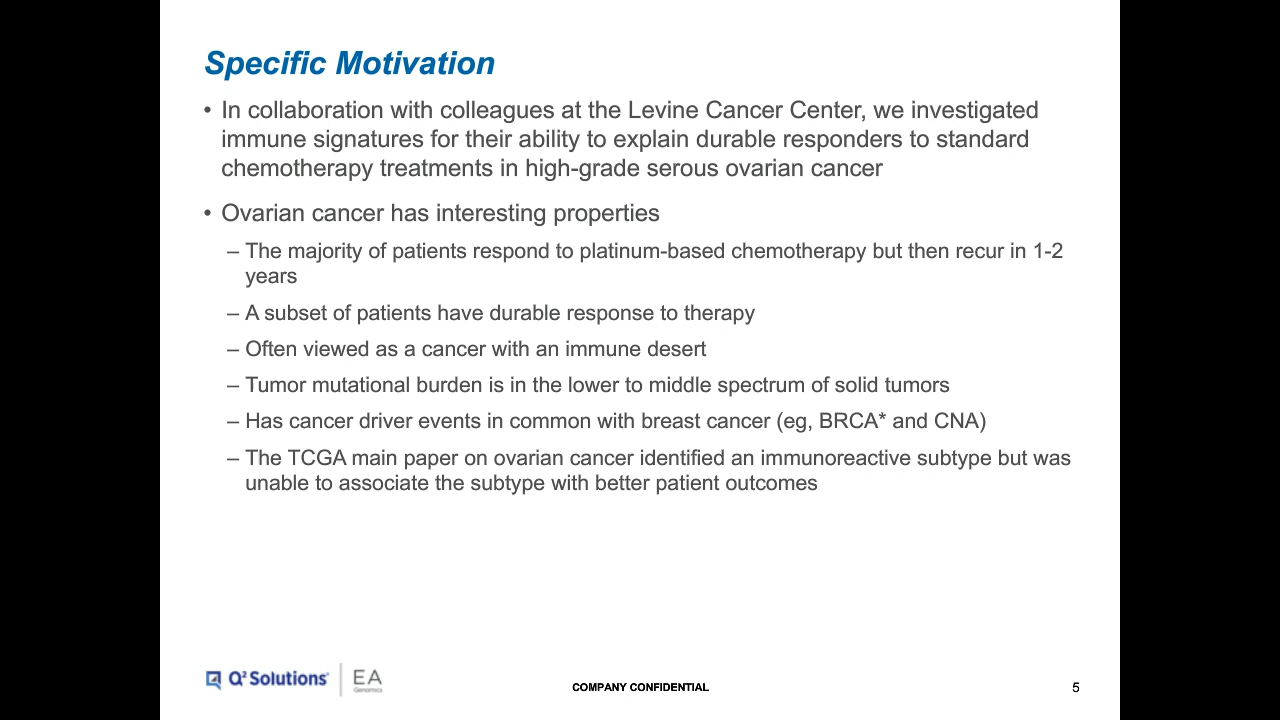 Specific Motivation
• In collaboration with colleagues at the Levine Cancer Center, we investigated
immune signatures for their ability to explain durable responders to standard
chemotherapy treatments in high-grade serous ovarian cancer
• Ovarian cancer has interesting properties
– The majority of patients respond to platinum-based chemotherapy but then recur in 1-2
years
– A subset of patients have durable response to therapy
– Often viewed as a cancer with an immune desert
– Tumor mutational burden is in the lower to middle spectrum of solid tumors
– Has cancer driver events in common with breast cancer (eg, BRCA* and CNA)
– The TCGA main paper on ovarian cancer identified an immunoreactive subtype but was
unable to associate the subtype with better patient outcomes
Q² Solutions
EA
Genomics
COMPANY CONFIDENTIAL
5